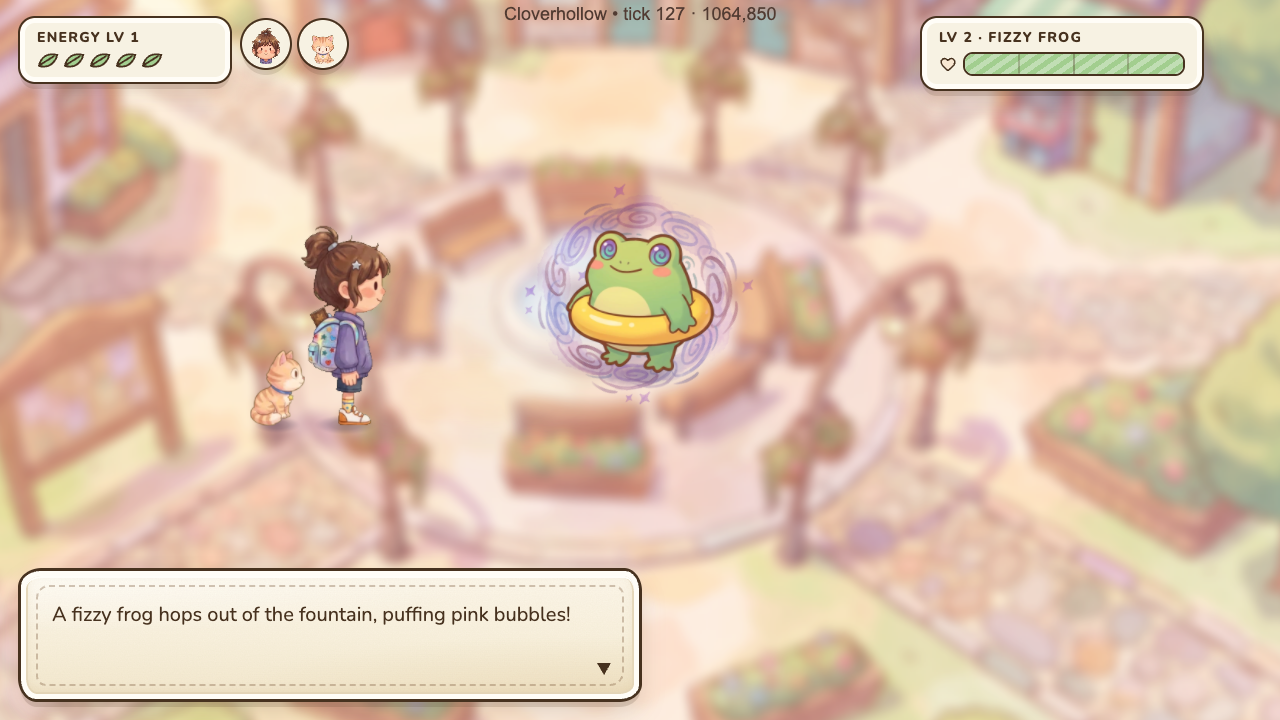 Cloverhollow • tick 127 · 1064,850
ENERGY LV 1
LV 2 · FIZZY FROG
A fizzy frog hops out of the fountain, puffing pink bubbles!